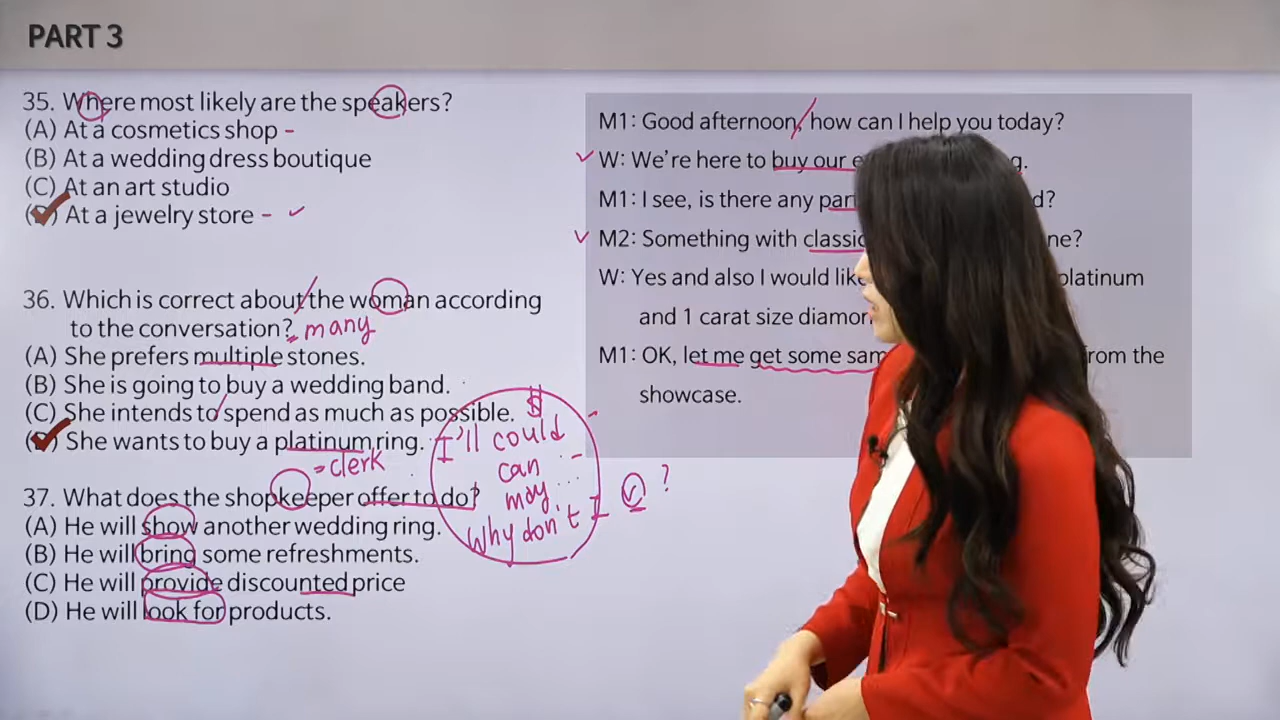 PART 3
35. Where most likely are the speakers?
(A) At a cosmetics shop -
(B) At a wedding dress boutique
(C) At an art studio
(D) At a jewelry store -
36. Which is correct about the woman according
to the conversation?
= many
(A) She prefers multiple stones.
(B) She is going to buy a wedding band.
(C) She intends to spend as much as possible.
$
(D) She wants to buy a platinum ring.
= clerk
37. What does the shopkeeper offer to do?
(A) He will show another wedding ring.
(B) He will bring some refreshments.
(C) He will provide discounted price
(D) He will look for products.
I'll could
can
may
Why don't I ?
M1: Good afternoon, how can I help you today?
W: We're here to buy our
M1: I see, is there any
M2: Something with
W: Yes and also I would platinum
and 1 carat size
M1: OK, let me get some from the
showcase.